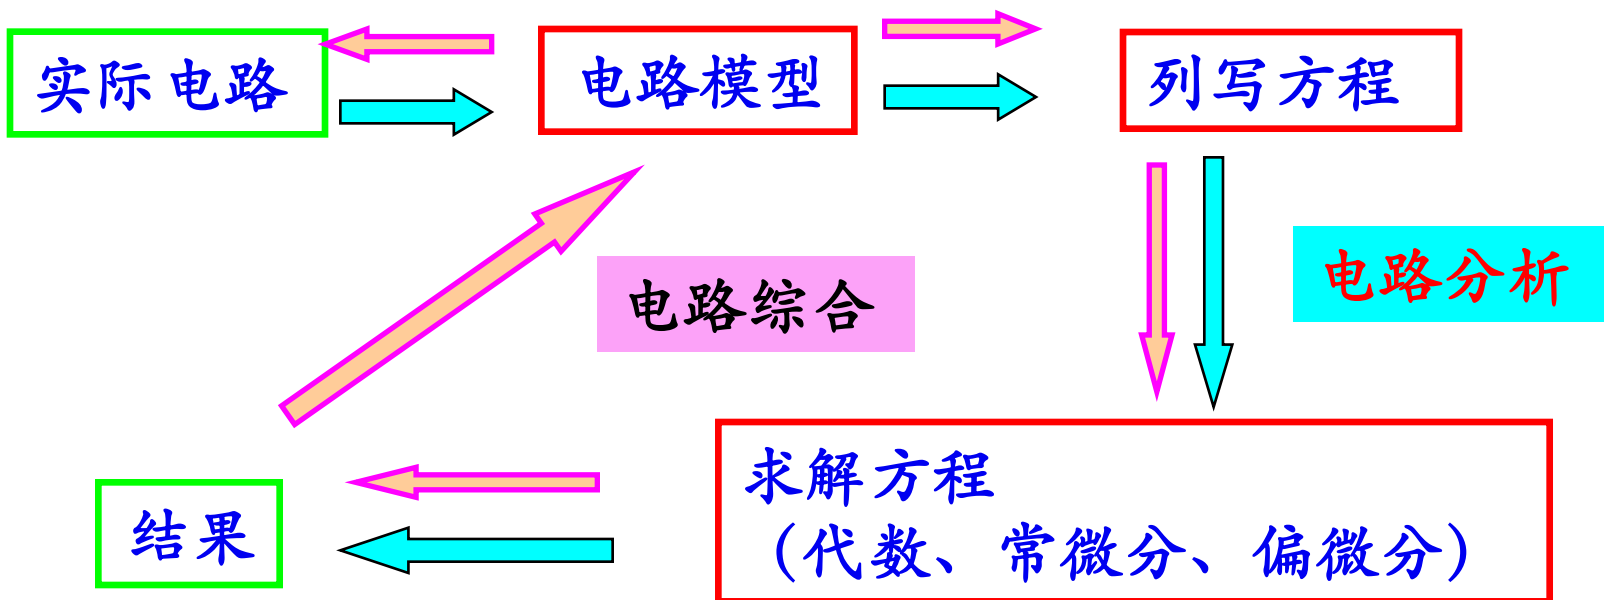 实际电路
电路模型
列写方程
电路综合
电路分析
求解方程
（代数、常微分、偏微分）
结果